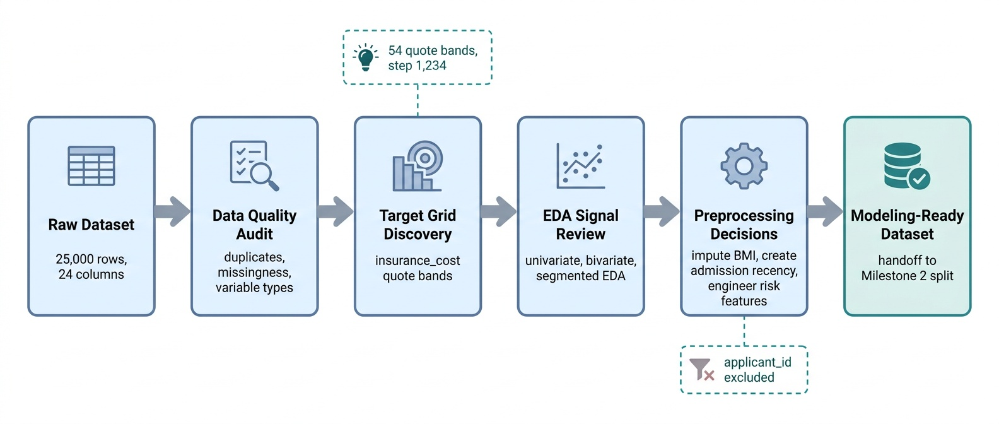 54 quote bands,
step 1,234
Raw Dataset
25,000 rows,
24 columns
Data Quality
Audit
duplicates,
missingness,
variable types
Target Grid
Discovery
insurance_cost
quote bands
EDA Signal
Review
univariate, bivariate,
segmented EDA
Preprocessing
Decisions
impute BMI, create
admission recency,
engineer risk
features
Modeling-Ready
Dataset
handoff to
Milestone 2 split
applicant_id
excluded